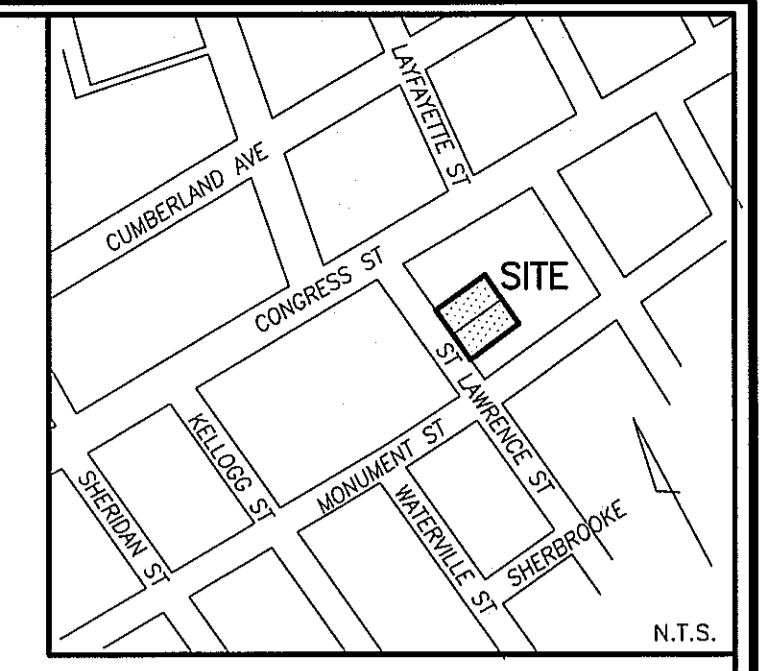 LAYFAYETTE ST
CUMBERLAND AVE
CONGRESS ST
SITE
ST LAWRENCE ST
KELLOGG ST
MONUMENT ST
SHERIDAN ST
WATERVILLE ST
SHERBROOKE
N.T.S.